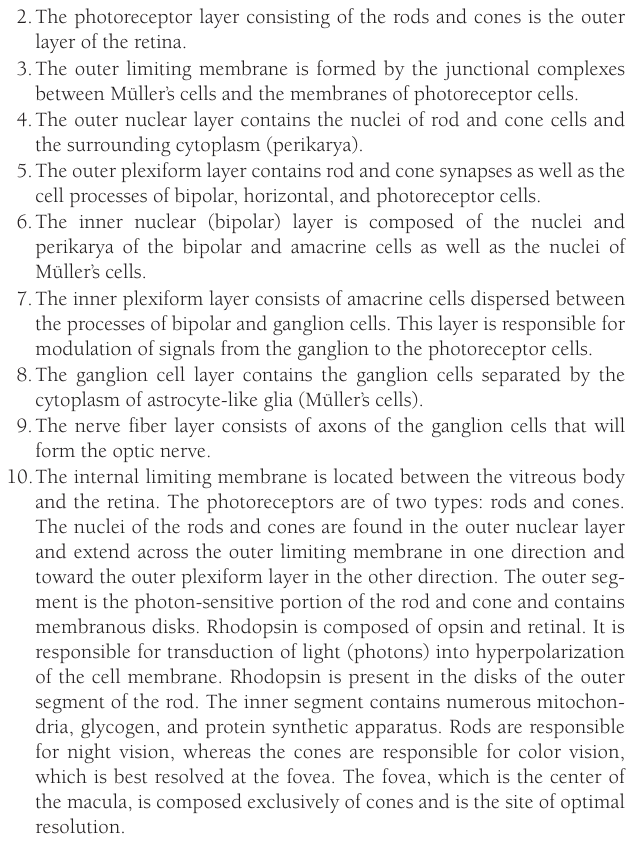 2. The photoreceptor layer consisting of the rods and cones is the outer
layer of the retina.
3. The outer limiting membrane is formed by the junctional complexes
between Müller's cells and the membranes of photoreceptor cells.
4. The outer nuclear layer contains the nuclei of rod and cone cells and
the surrounding cytoplasm (perikarya).
5. The outer plexiform layer contains rod and cone synapses as well as the
cell processes of bipolar, horizontal, and photoreceptor cells.
6. The inner nuclear (bipolar) layer is composed of the nuclei and
perikarya of the bipolar and amacrine cells as well as the nuclei of
Müller's cells.
7. The inner plexiform layer consists of amacrine cells dispersed between
the processes of bipolar and ganglion cells. This layer is responsible for
modulation of signals from the ganglion to the photoreceptor cells.
8. The ganglion cell layer contains the ganglion cells separated by the
cytoplasm of astrocyte-like glia (Müller's cells).
9. The nerve fiber layer consists of axons of the ganglion cells that will
form the optic nerve.
10. The internal limiting membrane is located between the vitreous body
and the retina. The photoreceptors are of two types: rods and cones.
The nuclei of the rods and cones are found in the outer nuclear layer
and extend across the outer limiting membrane in one direction and
toward the outer plexiform layer in the other direction. The outer seg-
ment is the photon-sensitive portion of the rod and cone and contains
membranous disks. Rhodopsin is composed of opsin and retinal. It is
responsible for transduction of light (photons) into hyperpolarization
of the cell membrane. Rhodopsin is present in the disks of the outer
segment of the rod. The inner segment contains numerous mitochon-
dria, glycogen, and protein synthetic apparatus. Rods are responsible
for night vision, whereas the cones are responsible for color vision,
which is best resolved at the fovea. The fovea, which is the center of
the macula, is composed exclusively of cones and is the site of optimal
resolution.